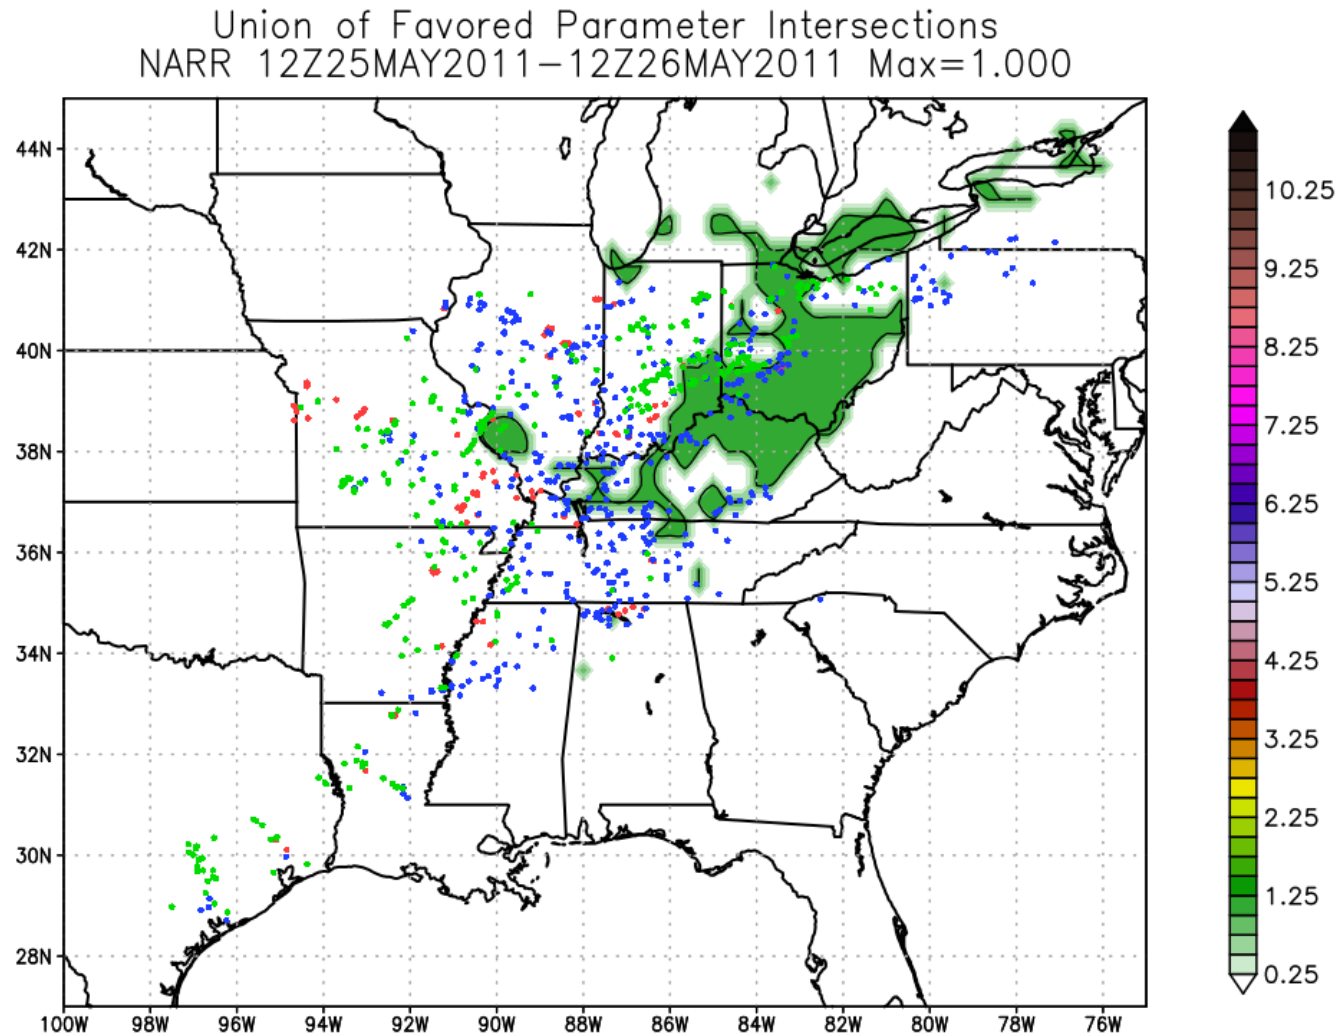 Union of Favored Parameter Intersections
NARR 12Z25MAY2011-12Z26MAY2011 Max=1.000
44N
42N
40N
38N
36N
34N
32N
30N
28N
100W 98W 96W 94W 92W 90W 88W 86W 84W 82W 80W 78W 76W
10.25
9.25
8.25
7.25
6.25
5.25
4.25
3.25
2.25
1.25
0.25